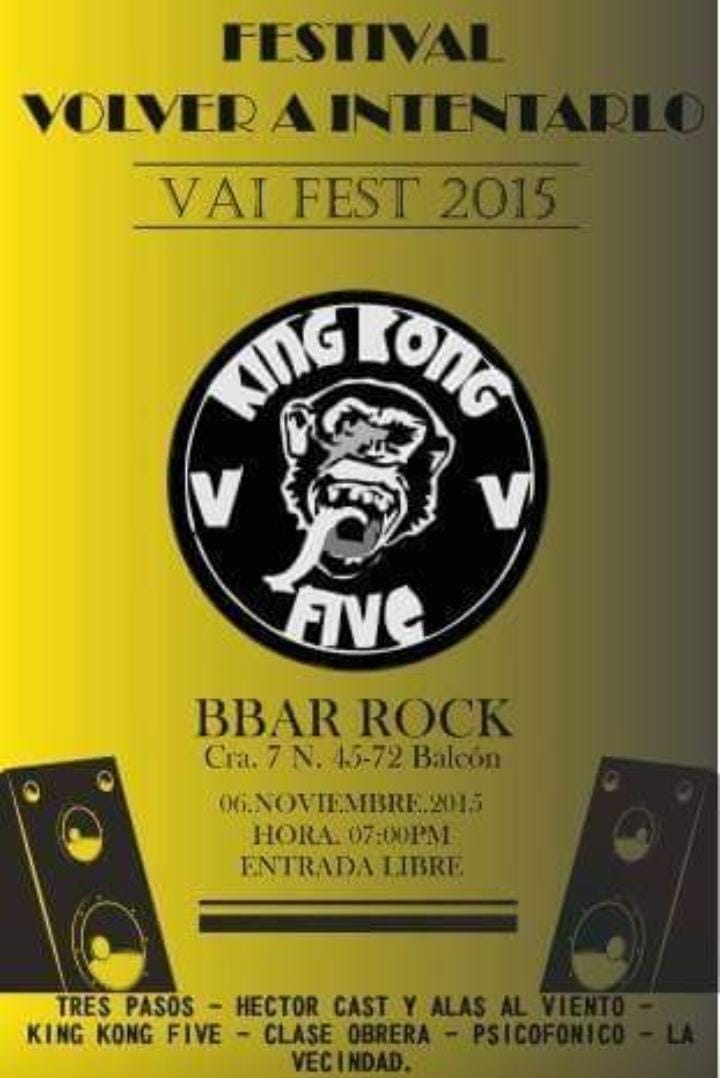 FESTIVAL
VOLVER A INTENTARLO
VAI FEST 2015
KING KONG
V V
FIVE
BBAR ROCK
Cra. 7 N. 45-72 Balcón
06.NOVIEMBRE.2015
HORA. 07:00PM
ENTRADA LIBRE
TRES PASOS - HECTOR CAST Y ALAS AL VIENTO -
KING KONG FIVE - CLASE OBRERA - PSICOFONICO - LA
VECINDAD.